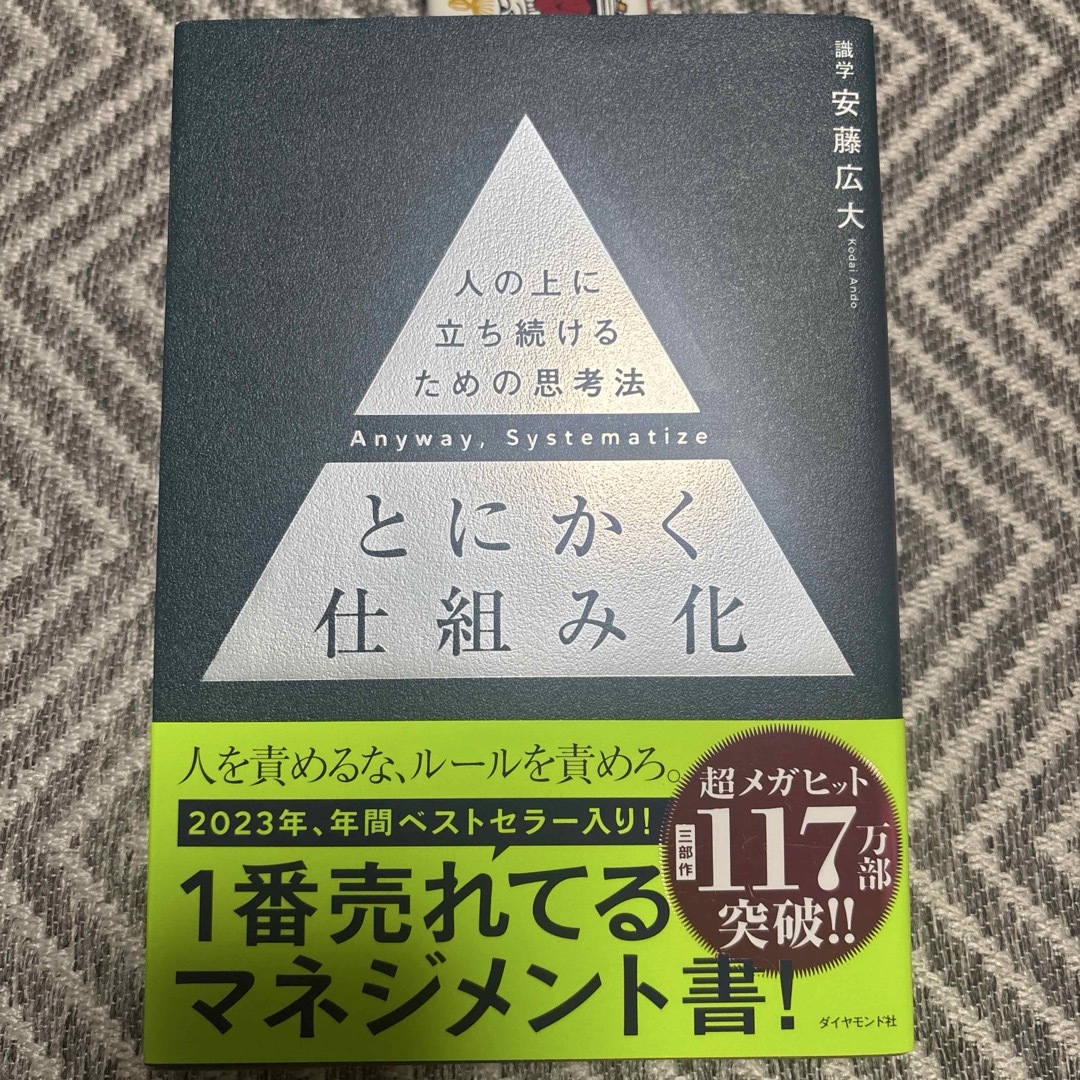 識学 安藤広大
Kodai Ando
人の上に
立ち続ける
ための思考法
Anyway, Systematize
とにかく
仕組み化
人を責めるな、ルールを責めろ。
2023年、年間ベストセラー入り!
1番売れてる
マネジメント書!
超メガヒット
三部作
117万部
突破!!
ダイヤモンド社